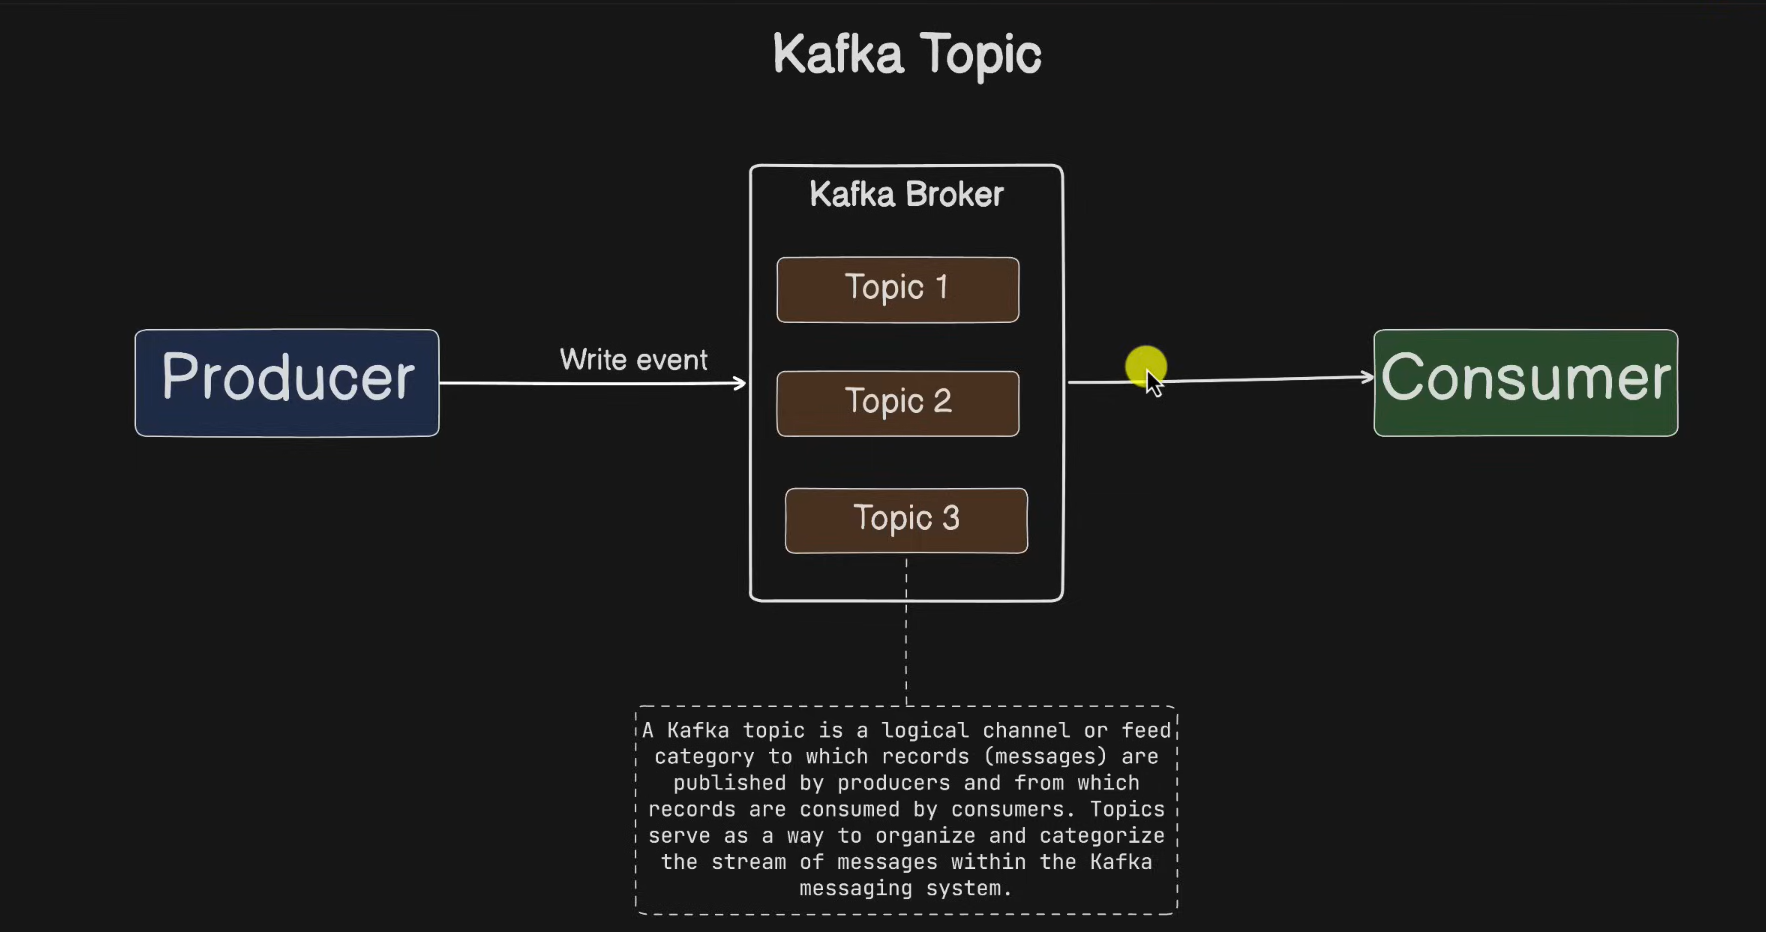 Kafka Topic
Kafka Broker
Topic 1
Producer
Write event
Topic 2
Consumer
Topic 3
A Kafka topic is a logical channel or feed
category to which records (messages) are
published by producers and from which
records are consumed by consumers. Topics
serve as a way to organize and categorize
the stream of messages within the Kafka
messaging system.